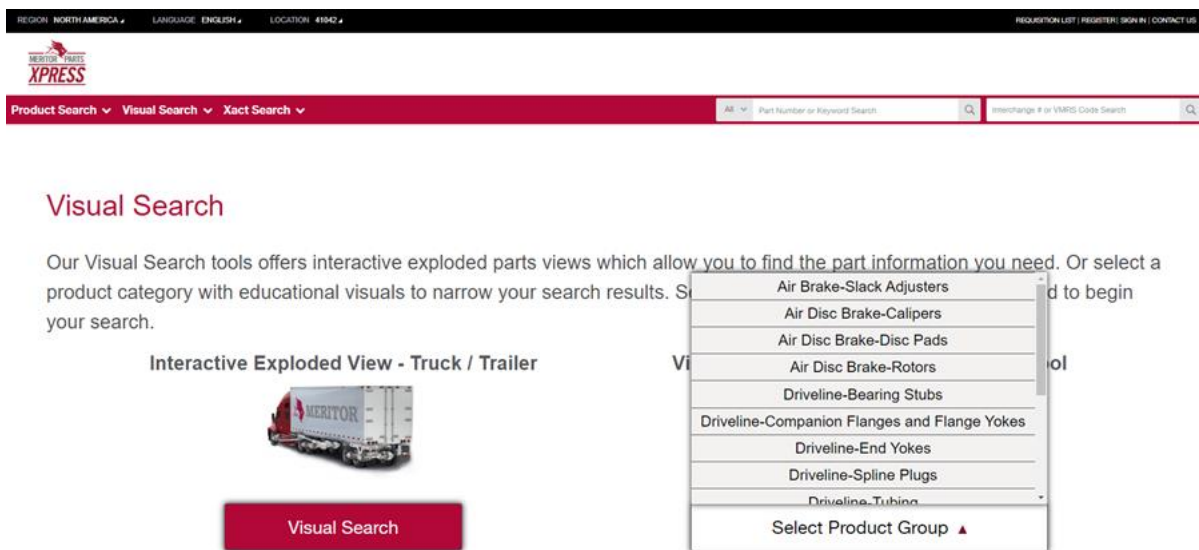 REGION NORTH AMERICA LANGUAGE ENGLISH LOCATION 41042 REQUISITION LIST | REGISTER | SIGN IN | CONTACT US
MERITOR PARTS
XPRESS
Product Search Visual Search Xact Search All Part Number or Keyword Search Interchange # or VMRS Code Search
Visual Search
Our Visual Search tools offers interactive exploded parts views which allow you to find the part information you need. Or select a
product category with educational visuals to narrow your search results. d to begin
your search.
Interactive Exploded View - Truck / Trailer
MERITOR
Visual Search
Air Brake-Slack Adjusters
Air Disc Brake-Calipers
Air Disc Brake-Disc Pads
Air Disc Brake-Rotors
Driveline-Bearing Stubs
Driveline-Companion Flanges and Flange Yokes
Driveline-End Yokes
Driveline-Spline Plugs
Driveline-Tubing
Select Product Group